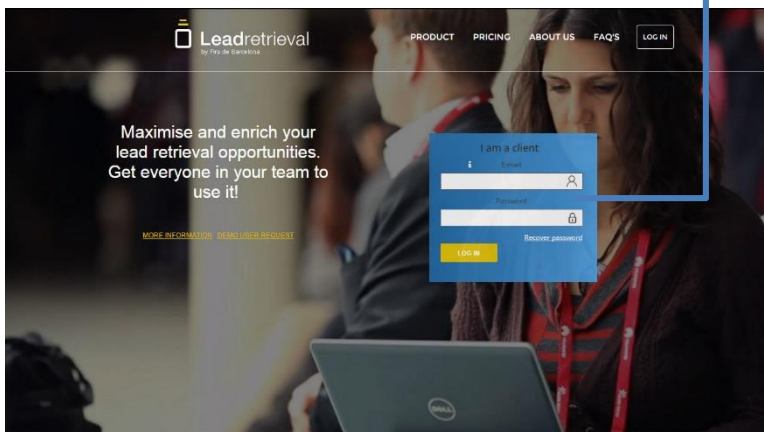 Leadretrieval
by Fira de Barcelona
PRODUCT PRICING ABOUT US FAQ'S LOG IN
Maximise and enrich your
lead retrieval opportunities.
Get everyone in your team to
use it!
MORE INFORMATION DEMO USER REQUEST
I am a client
i Email
Password
Recover password
LOG IN
DELL